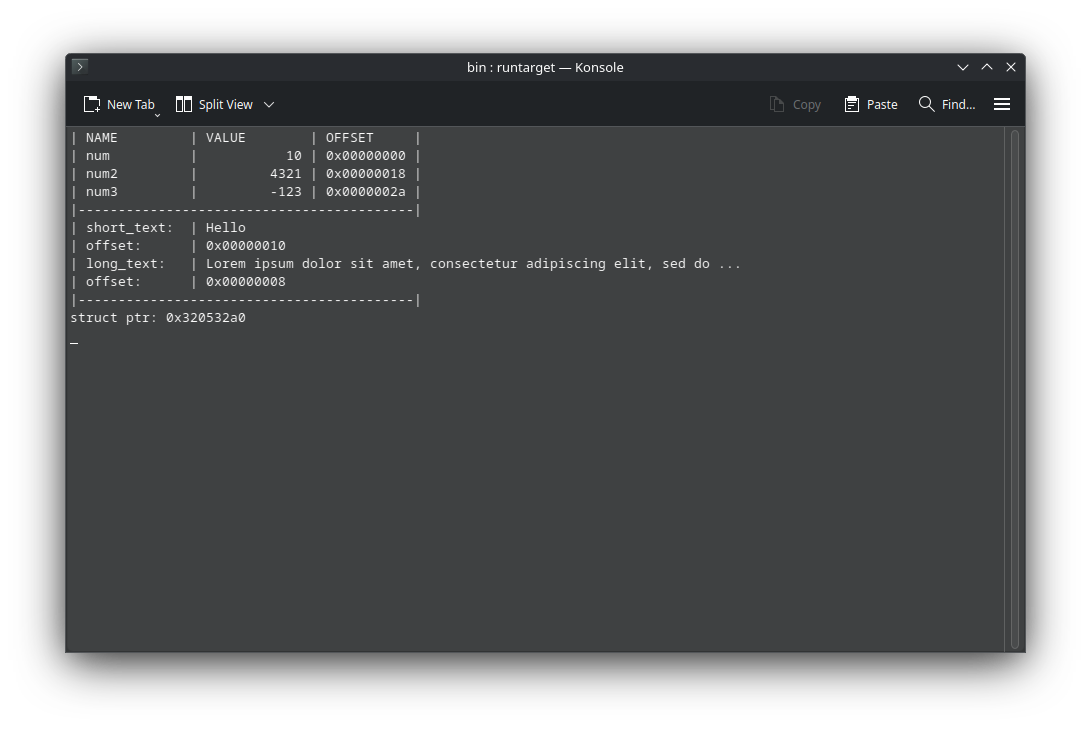 bin : runtarget — Konsole
New Tab Split View Copy Paste Find...
| NAME         | VALUE        | OFFSET     |
| num          |           10 | 0x00000000 |
| num2         |         4321 | 0x00000018 |
| num3         |         -123 | 0x0000002a |
|------------------------------------------|
| short_text:  | Hello
| offset:      | 0x00000010
| long_text:   | Lorem ipsum dolor sit amet, consectetur adipiscing elit, sed do ...
| offset:      | 0x00000008
|------------------------------------------|
struct ptr: 0x320532a0